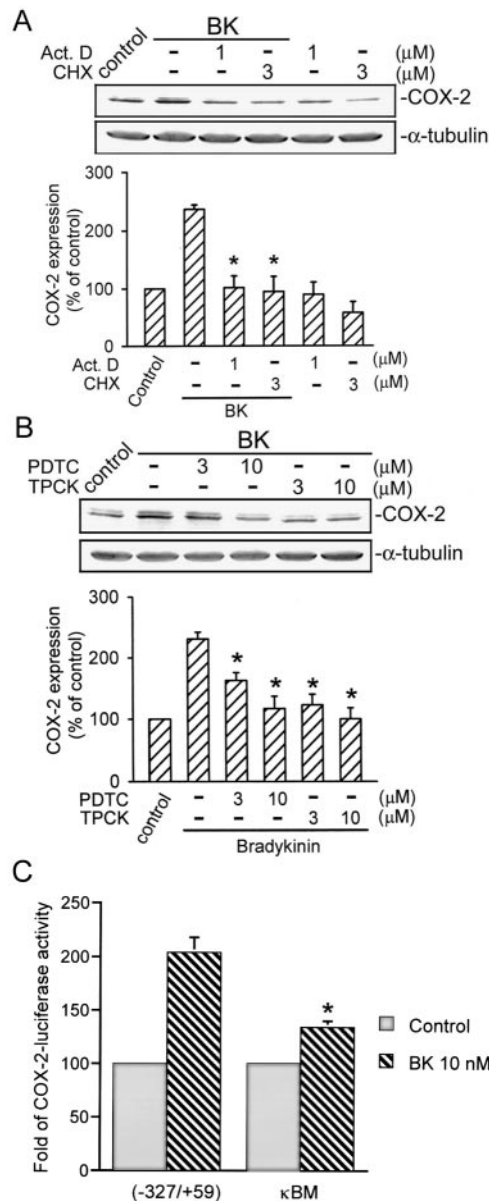 A
BK
Act. D control - 1 - 1 - (μM)
CHX - - 3 - 3 (μM)
-COX-2
-α-tubulin
COX-2 expression
(% of control)
300
200
100
0
* *
Act. D Control - 1 - 1 - (μM)
CHX - - 3 - 3 (μM)
BK
B
BK
PDTC control - 3 10 - - (μM)
TPCK - - - 3 10 (μM)
-COX-2
-α-tubulin
COX-2 expression
(% of control)
300
200
100
0
* * * *
PDTC control - 3 10 - - (μM)
TPCK - - - 3 10 (μM)
Bradykinin
C
Fold of COX-2-luciferase activity
250
200
150
100
50
0
*
Control
BK 10 nM
(-327/+59) κBM